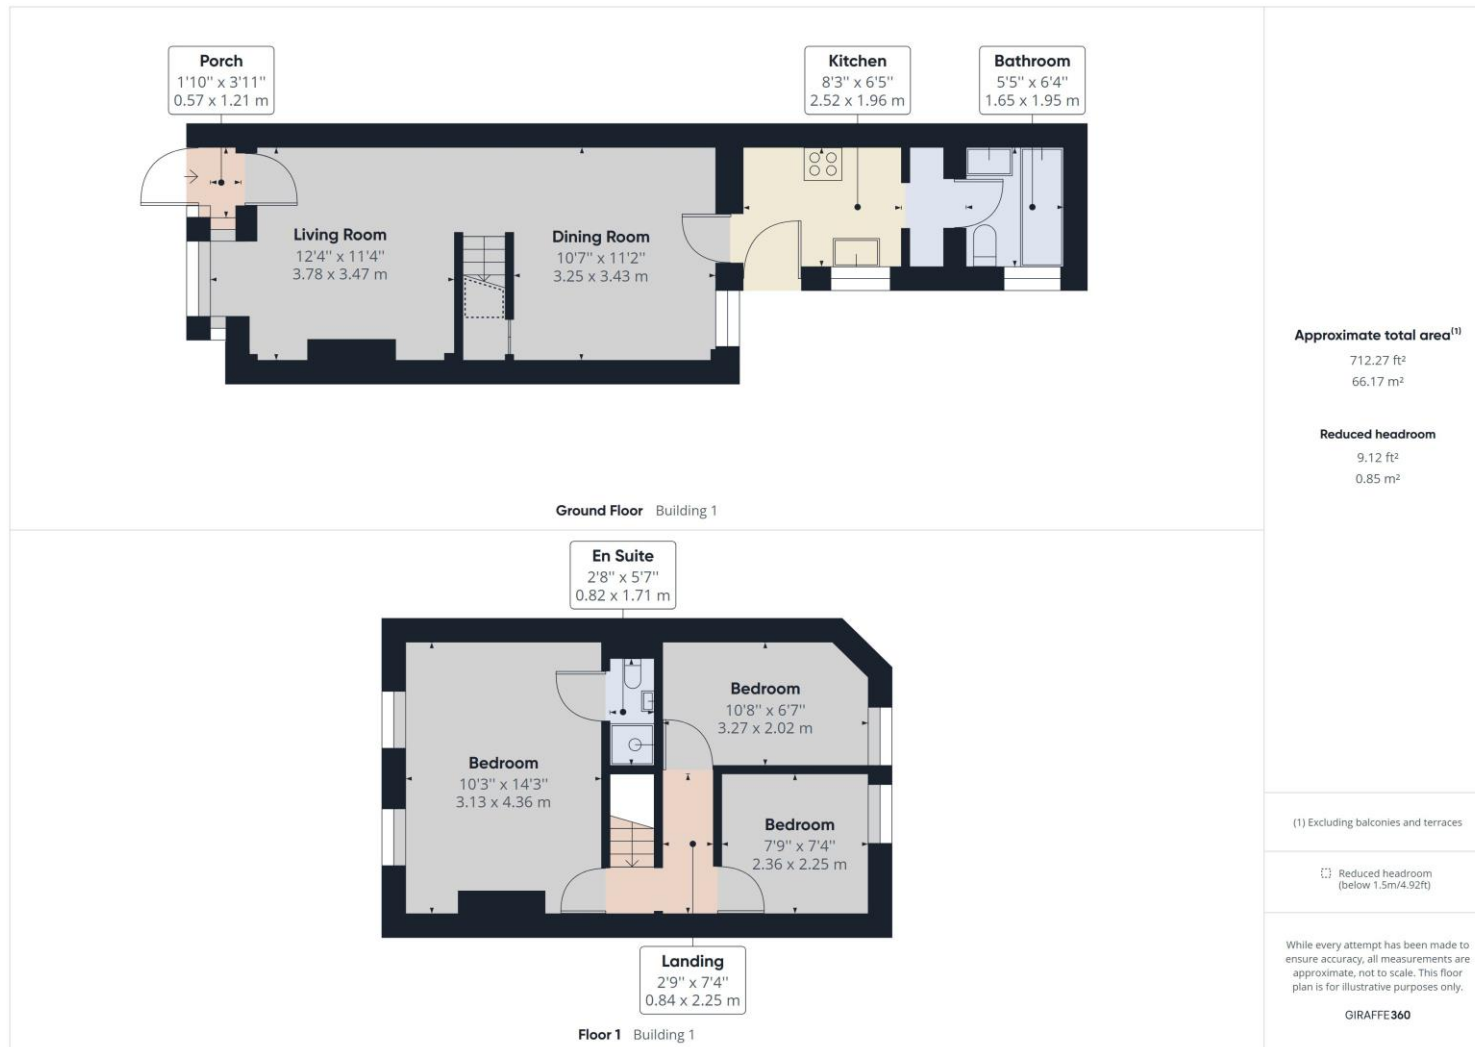 Porch
1'10" x 3'11"
0.57 x 1.21 m
Kitchen
8'3" x 6'5"
2.52 x 1.96 m
Bathroom
5'5" x 6'4"
1.65 x 1.95 m
Living Room
12'4" x 11'4"
3.78 x 3.47 m
Dining Room
10'7" x 11'2"
3.25 x 3.43 m
Ground Floor Building 1
En Suite
2'8" x 5'7"
0.82 x 1.71 m
Bedroom
10'8" x 6'7"
3.27 x 2.02 m
Bedroom
10'3" x 14'3"
3.13 x 4.36 m
Bedroom
7'9" x 7'4"
2.36 x 2.25 m
Landing
2'9" x 7'4"
0.84 x 2.25 m
Floor 1 Building 1
Approximate total area(1)
712.27 ft²
66.17 m²
Reduced headroom
9.12 ft²
0.85 m²
(1) Excluding balconies and terraces
Reduced headroom
(below 1.5m/4.92ft)
While every attempt has been made to
ensure accuracy, all measurements are
approximate, not to scale. This floor
plan is for illustrative purposes only.
GIRAFFE360